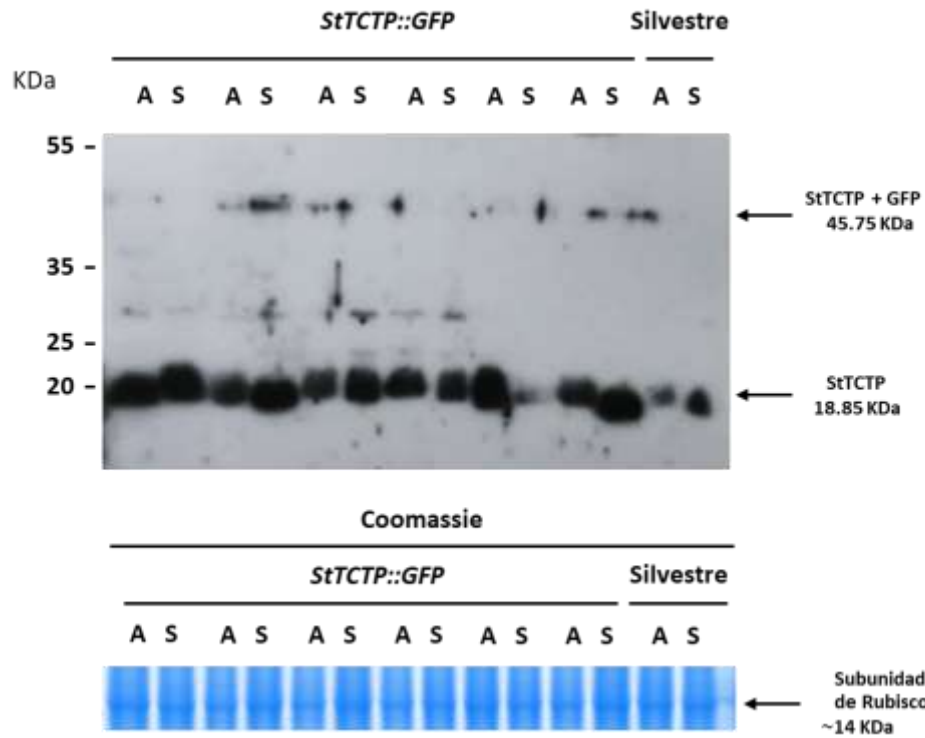 StTCTP::GFP Silvestre
KDa
A S A S A S A S A S A S A S
55 -
StTCTP + GFP
45.75 KDa
35 -
25 -
20 -
StTCTP
18.85 KDa
Coomassie
StTCTP::GFP Silvestre
A S A S A S A S A S A S A S
Subunidad
de Rubisco
~14 KDa